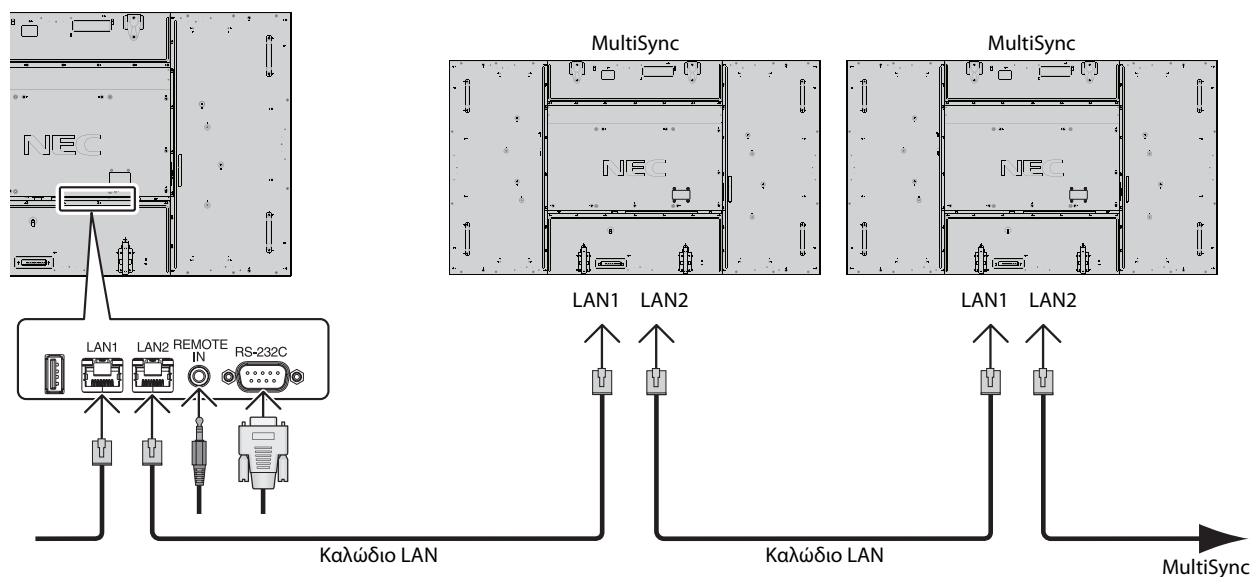 MultiSync
MultiSync
NEC
NEC
NEC
LAN1 LAN2
LAN1 LAN2
LAN1 LAN2 REMOTE IN RS-232C
Καλώδιο LAN
Καλώδιο LAN
MultiSync